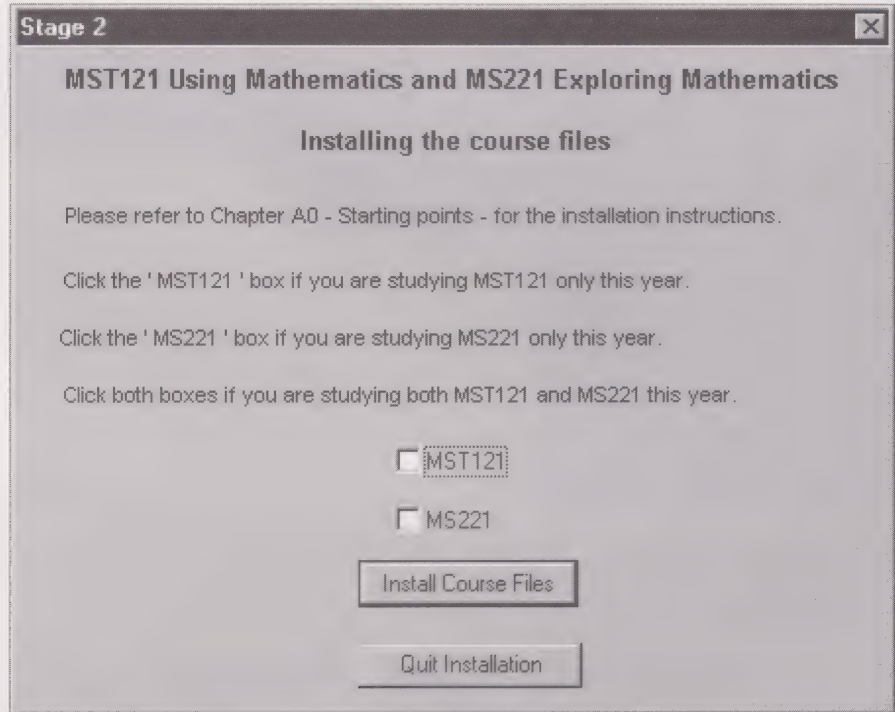 Stage 2
MST121 Using Mathematics and MS221 Exploring Mathematics
Installing the course files
Please refer to Chapter A0 - Starting points - for the installation instructions.
Click the ' MST121 ' box if you are studying MST121 only this year.
Click the ' MS221 ' box if you are studying MS221 only this year.
Click both boxes if you are studying both MST121 and MS221 this year.
MST121
MS221
Install Course Files
Quit Installation